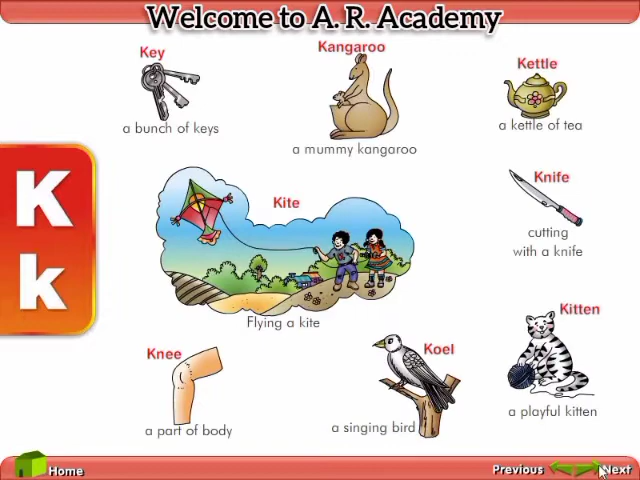 Welcome to A. R. Academy
Key
a bunch of keys
Kangaroo
a mummy kangaroo
Kettle
a kettle of tea
K
k
Kite
Flying a kite
Knife
cutting
with a knife
Knee
a part of body
Koel
a singing bird
Kitten
a playful kitten
Home
Previous
Next